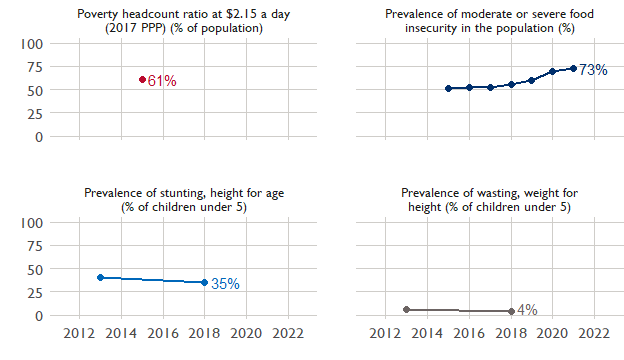 Poverty headcount ratio at $2.15 a day
(2017 PPP) (% of population)
100
75
50
25
0
61%
Prevalence of moderate or severe food
insecurity in the population (%)
73%
Prevalence of stunting, height for age
(% of children under 5)
100
75
50
25
0
35%
2012 2014 2016 2018 2020 2022
Prevalence of wasting, weight for
height (% of children under 5)
4%
2012 2014 2016 2018 2020 2022